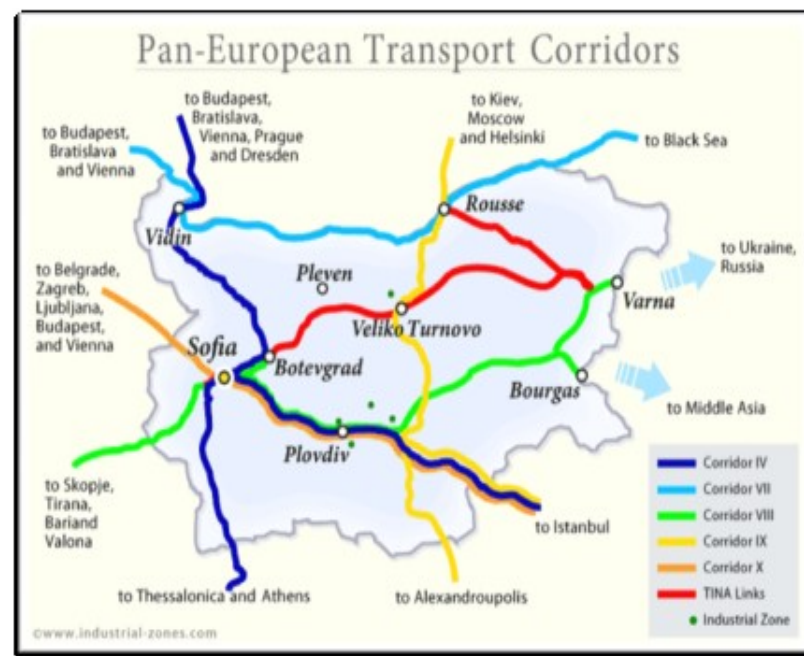 Pan-European Transport Corridors
to Budapest,
Bratislava,
Vienna, Prague
and Dresden
to Kiev,
Moscow
and Helsinki
to Budapest,
Bratislava
and Vienna
to Black Sea
Rousse
Vidin
to Ukraine,
Russia
to Belgrade,
Zagreb,
Ljubljana,
Budapest,
and Vienna
Pleven
Varna
Veliko Turnovo
Sofia
Botevgrad
Bourgas
to Middle Asia
Plovdiv
to Skopje,
Tirana,
Bariand
Valona
to Istanbul
to Thessalonica and Athens
to Alexandroupolis
Corridor IV
Corridor VII
Corridor VIII
Corridor IX
Corridor X
TINA Links
Industrial Zone
©www.industrial-zones.com